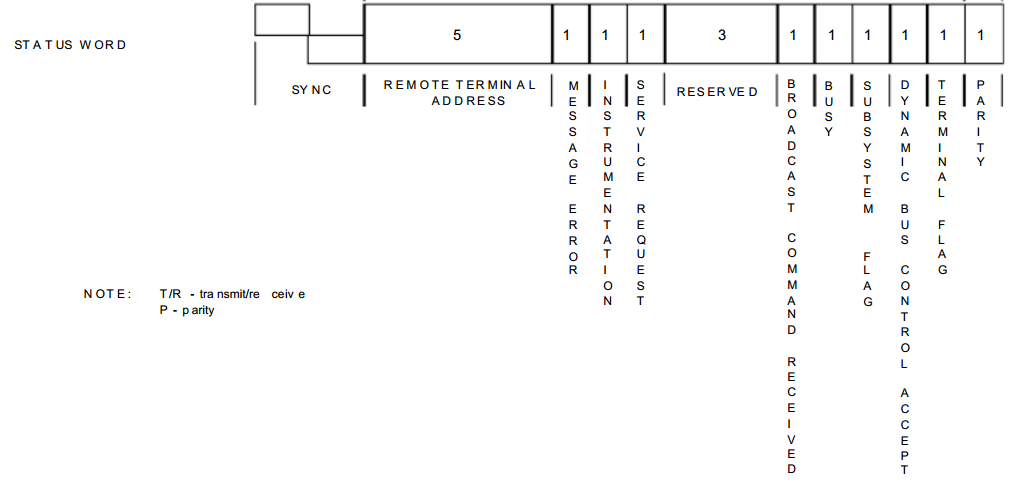 5 1 1 1 3 1 1 1 1 1 1
STATUS WORD
SYNC
REMOTE TERMINAL
ADDRESS
MESSAGE ERROR
INSTRUMENTATION
SERVICE REQUEST
RESERVED
BROADCAST COMMAND RECEIVED
BUSY
SUBSYSTEM FLAG
DYNAMIC BUS CONTROL ACCEPT
TERMINAL FLAG
PARITY
NOTE: T/R - transmit/re ceive
P - parity